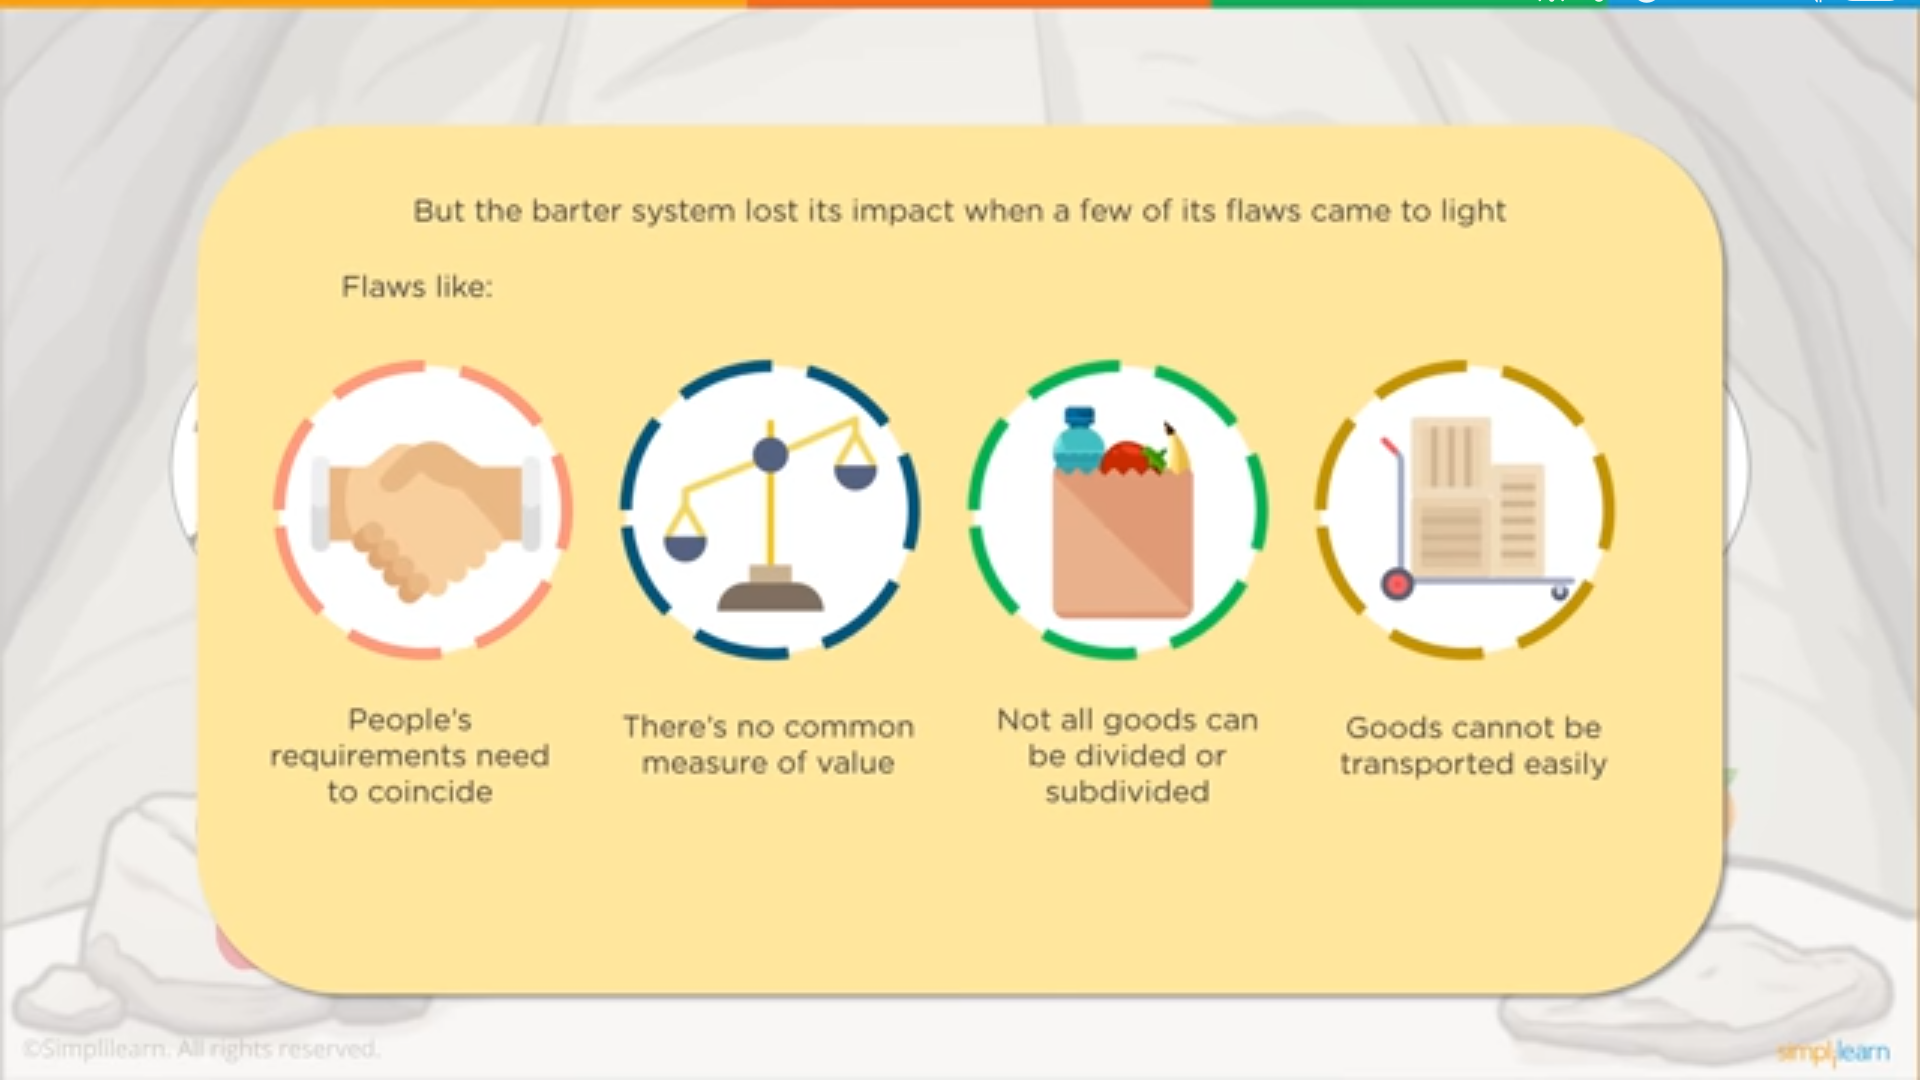 But the barter system lost its impact when a few of its flaws came to light
Flaws like:
People's
requirements need
to coincide
There's no common
measure of value
Not all goods can
be divided or
subdivided
Goods cannot be
transported easily
©Simplilearn. All rights reserved.
simplilearn